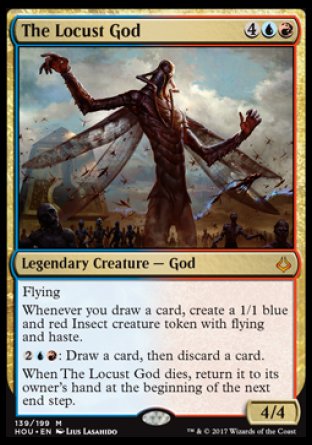 The Locust God 4
Legendary Creature — God
Flying
Whenever you draw a card, create a 1/1 blue
and red Insect creature token with flying
and haste.
2: Draw a card, then discard a card.
When The Locust God dies, return it to
its owner's hand at the beginning of the next
end step.
4/4
139/199 M
HOU • EN Lius Lasahido
™ & © 2017 Wizards of the Coast